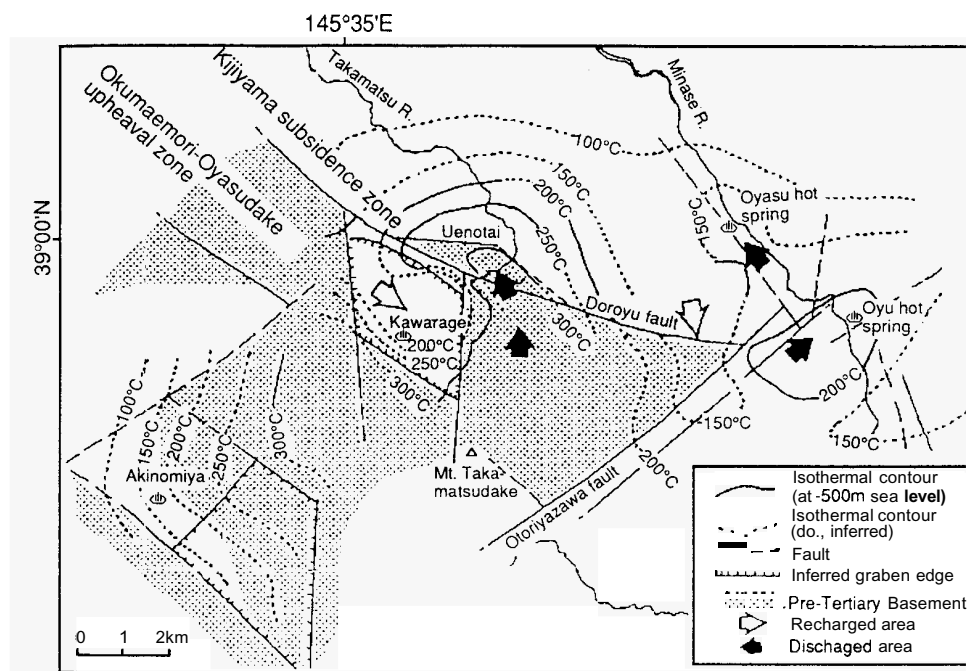 145°35'E
39°00'N
Okumaemori-Oyasudake
upheaval zone
Kijiyama subsidence zone
Takamatsu R.
Minase R.
100°C
150°C
200°C
250°C
300°C
150°C
Oyasu hot
spring
Uenotai
Doroyu fault
Oyu hot
spring
Kawarage
200°C
250°C
300°C
200°C
150°C
150°C
200°C
100°C
150°C
200°C
250°C
300°C
Akinomiya
Mt. Taka-
matsudake
Otoriyazawa fault
Isothermal contour
(at -500m sea level)
Isothermal contour
(do., inferred)
Fault
Inferred graben edge
Pre-Tertiary Basement
Recharged area
Dischaged area
0 1 2km